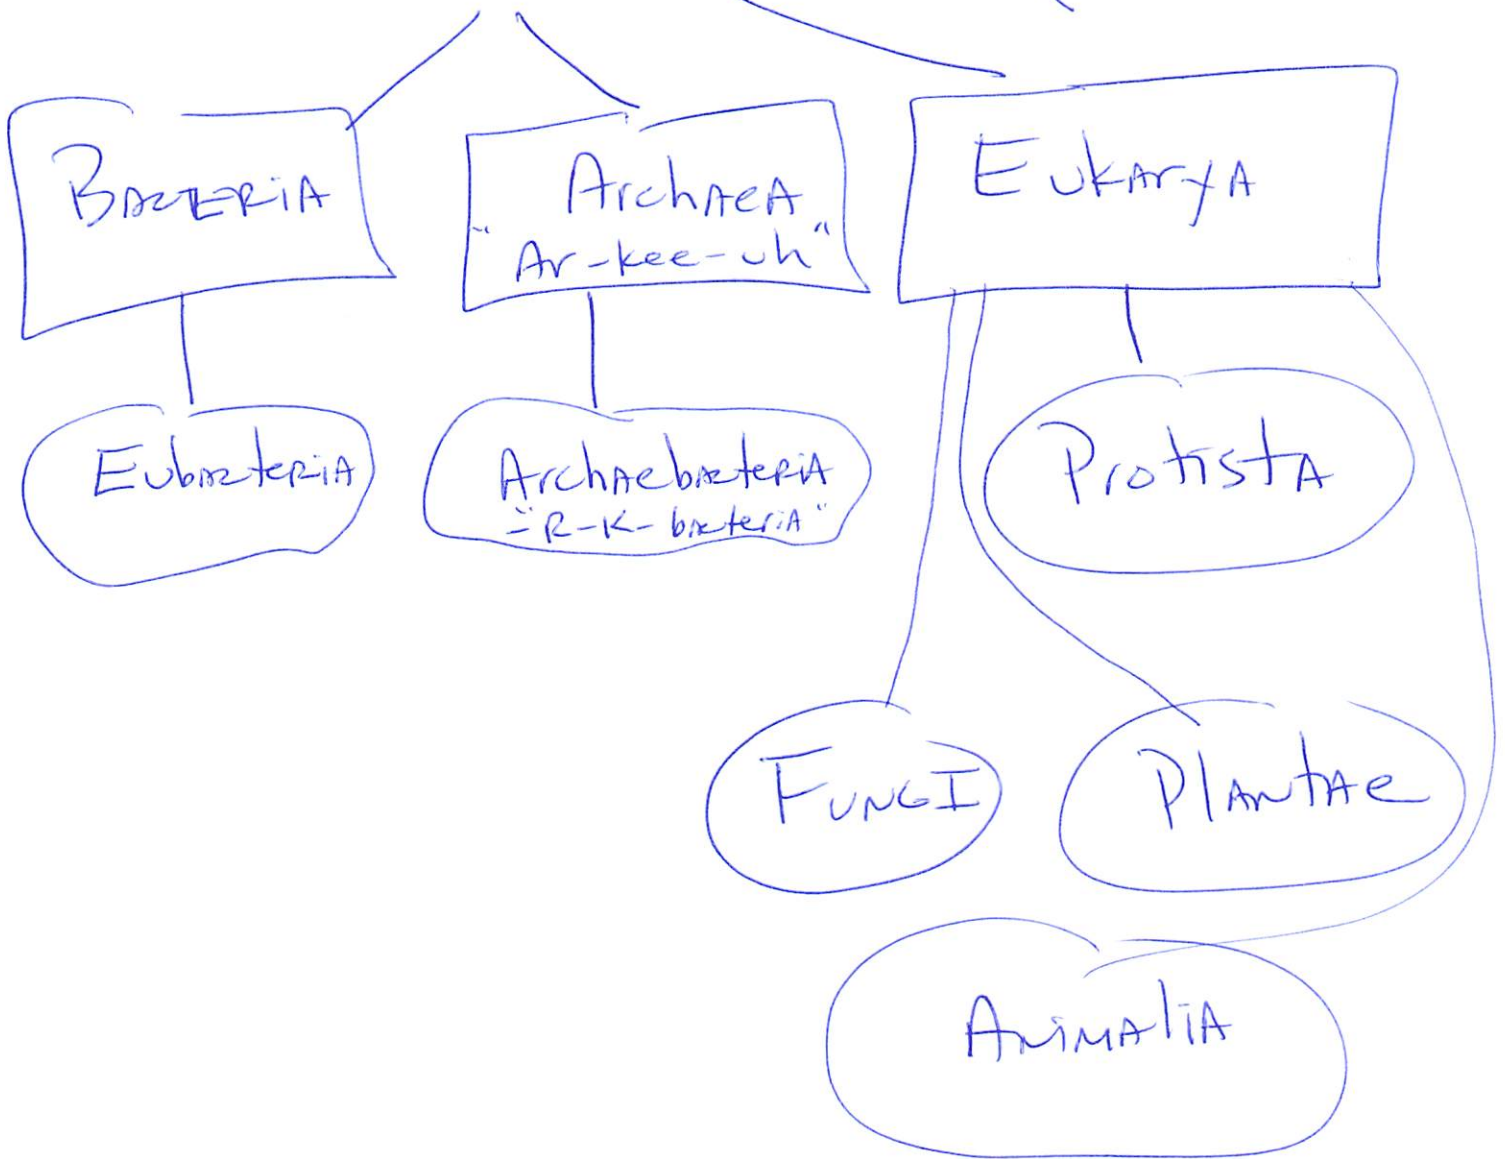 Bacteria
Archaea
"Ar-kee-uh"
Eukarya
Eubacteria
Archaebacteria
"R-K-bacteria"
Protista
Fungi
Plantae
Animalia